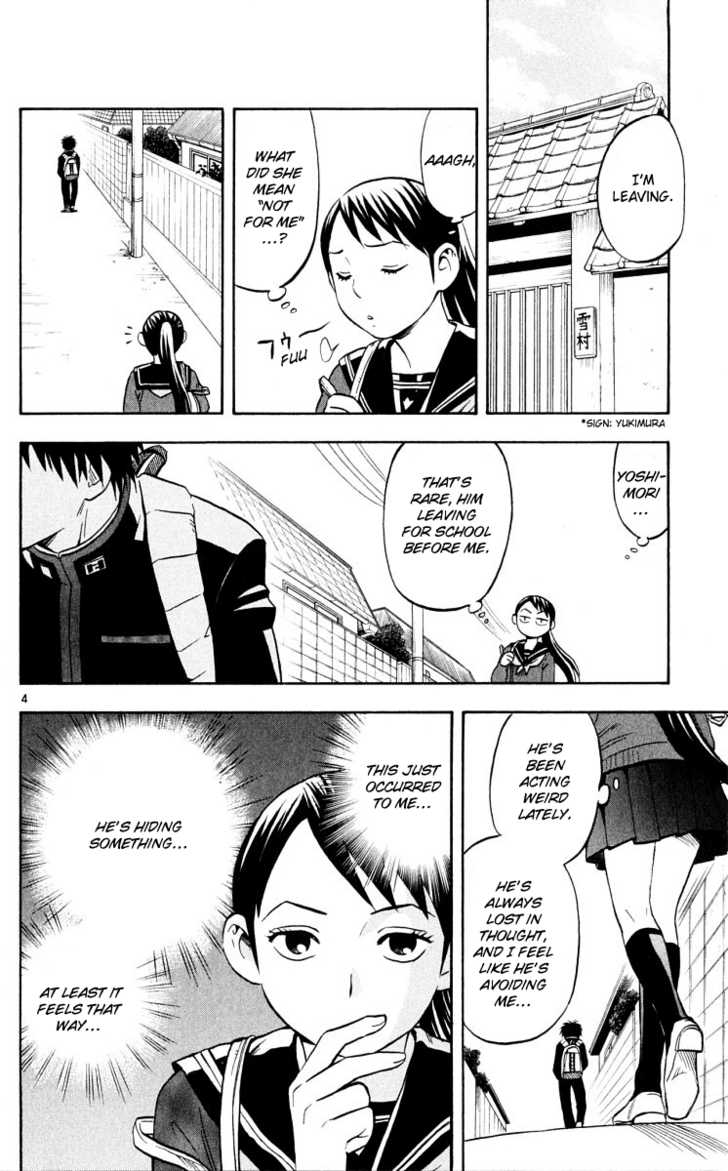 I'M
LEAVING.
雪
村
*SIGN: YUKIMURA
AAAGH,
WHAT
DID SHE
MEAN
"NOT
FOR ME"
...?
フゥー
FUU
YOSHI-
MORI
...
THAT'S
RARE, HIM
LEAVING
FOR SCHOOL
BEFORE ME.
4
HE'S
BEEN
ACTING
WEIRD
LATELY.
HE'S
ALWAYS
LOST IN
THOUGHT,
AND I FEEL
LIKE HE'S
AVOIDING
ME...
THIS JUST
OCCURRED
TO ME...
HE'S HIDING
SOMETHING...
AT LEAST IT
FEELS THAT
WAY...